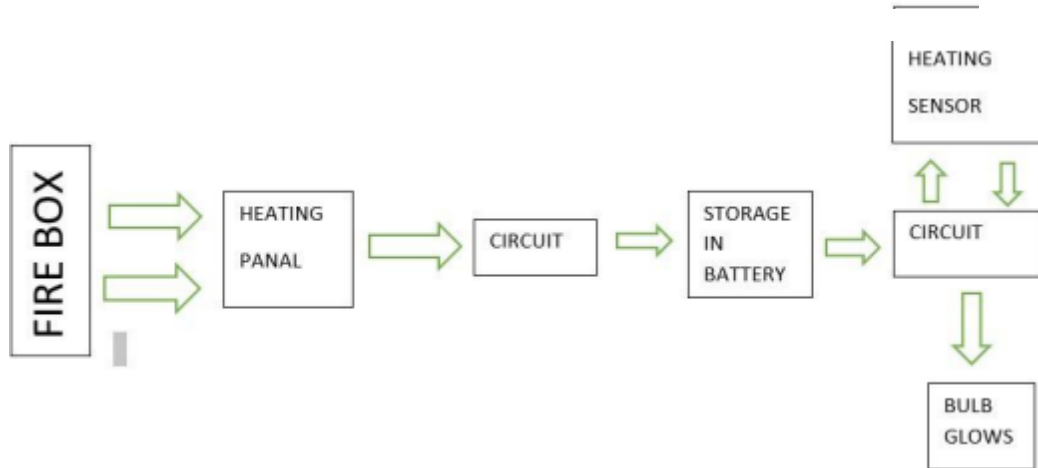 FIRE BOX
HEATING
PANAL
CIRCUIT
STORAGE
IN
BATTERY
HEATING
SENSOR
CIRCUIT
BULB
GLOWS